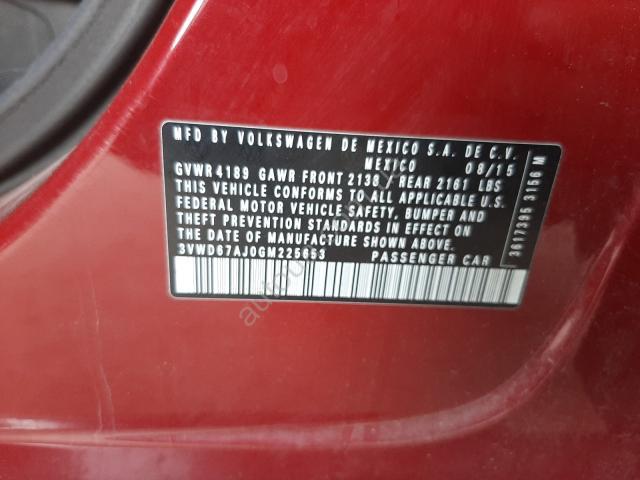 MFD BY VOLKSWAGEN DE MEXICO S.A. DE C.V.
MEXICO 08/15
GVWR 4189 GAWR FRONT 2138 REAR 2161 LBS
THIS VEHICLE CONFORMS TO ALL APPLICABLE U.S.
FEDERAL MOTOR VEHICLE SAFETY, BUMPER AND
THEFT PREVENTION STANDARDS IN EFFECT ON
THE DATE OF MANUFACTURE SHOWN ABOVE.
3VWD67AJ0GM225653 PASSENGER CAR
3617395 3156 M